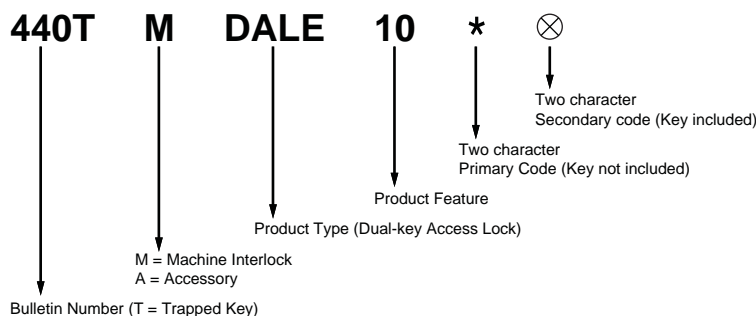 440T M DALE 10 * ⊗
Two character
Secondary code (Key included)
Two character
Primary Code (Key not included)
Product Feature
Product Type (Dual-key Access Lock)
M = Machine Interlock
A = Accessory
Bulletin Number (T = Trapped Key)